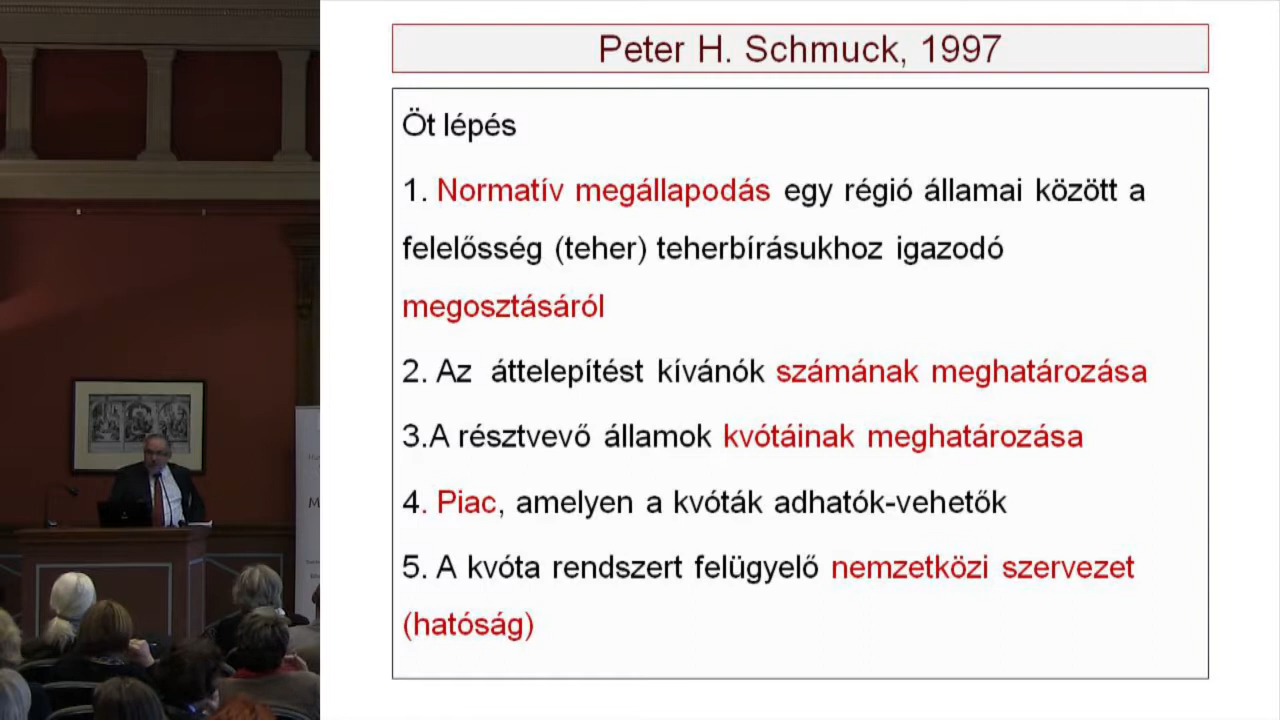 Peter H. Schmuck, 1997
Öt lépés
1. Normatív megállapodás egy régió államai között a
felelősség (teher) teherbírásukhoz igazodó
megosztásáról
2. Az áttelepítést kívánók számának meghatározása
3.A résztvevő államok kvótáinak meghatározása
4. Piac, amelyen a kvóták adhatók-vehetők
5. A kvóta rendszert felügyelő nemzetközi szervezet
(hatóság)